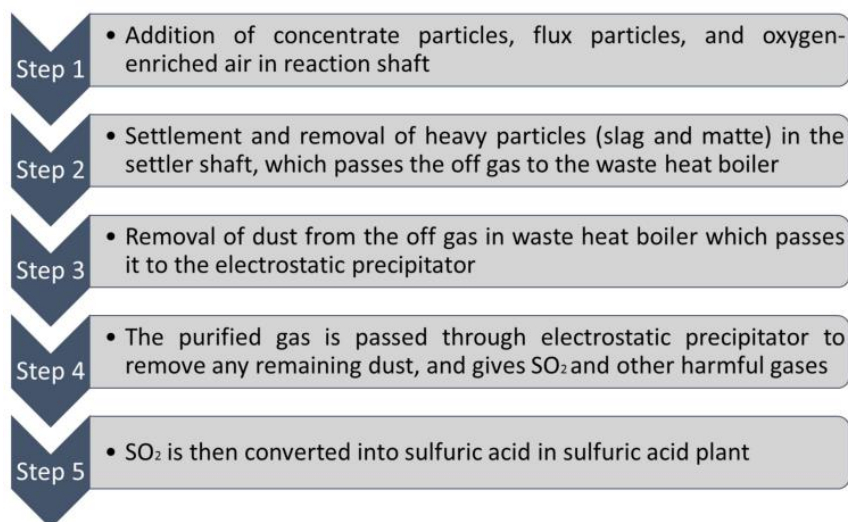 Step 1
• Addition of concentrate particles, flux particles, and oxygen-
enriched air in reaction shaft
Step 2
• Settlement and removal of heavy particles (slag and matte) in the
settler shaft, which passes the off gas to the waste heat boiler
Step 3
• Removal of dust from the off gas in waste heat boiler which passes
it to the electrostatic precipitator
Step 4
• The purified gas is passed through electrostatic precipitator to
remove any remaining dust, and gives SO₂ and other harmful gases
Step 5
• SO₂ is then converted into sulfuric acid in sulfuric acid plant